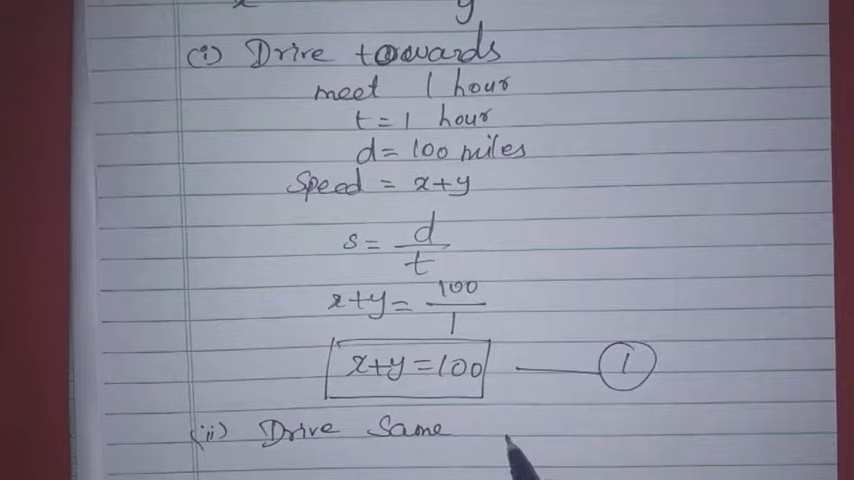 x y
(i) Drive towards
meet 1 hour
t = 1 hour
d = 100 miles
Speed = x+y
s = d/t
x+y = 100/1
x+y = 100 ——— 1
(ii) Drive Same